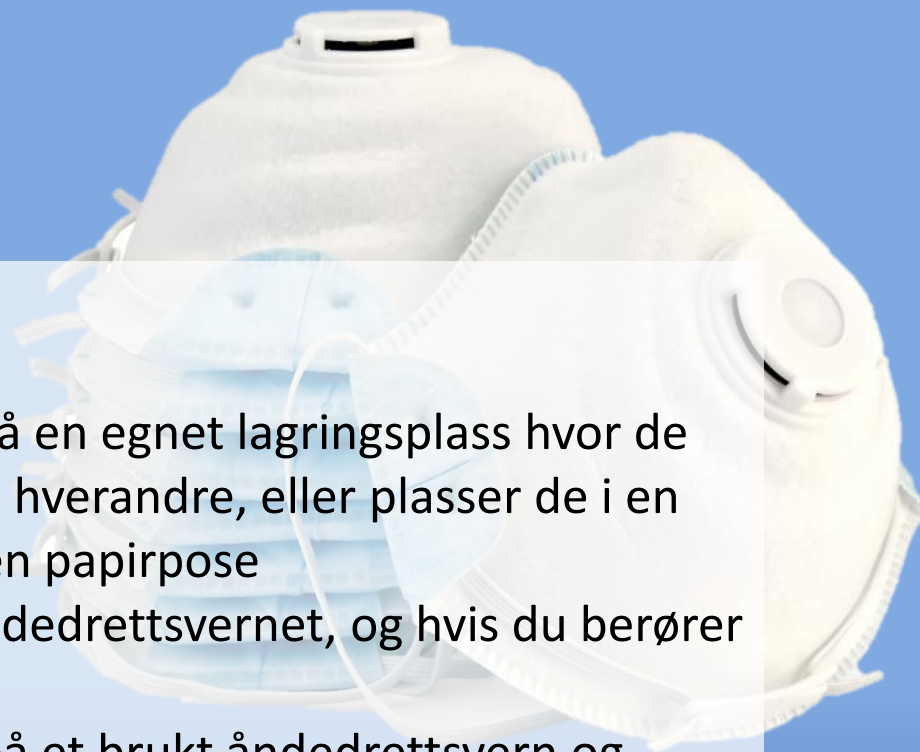 å en egnet lagringsplass hvor de
hverandre, eller plasser de i en
en papirpose
dedrettsvernet, og hvis du berører
på et brukt åndedrettsvern og